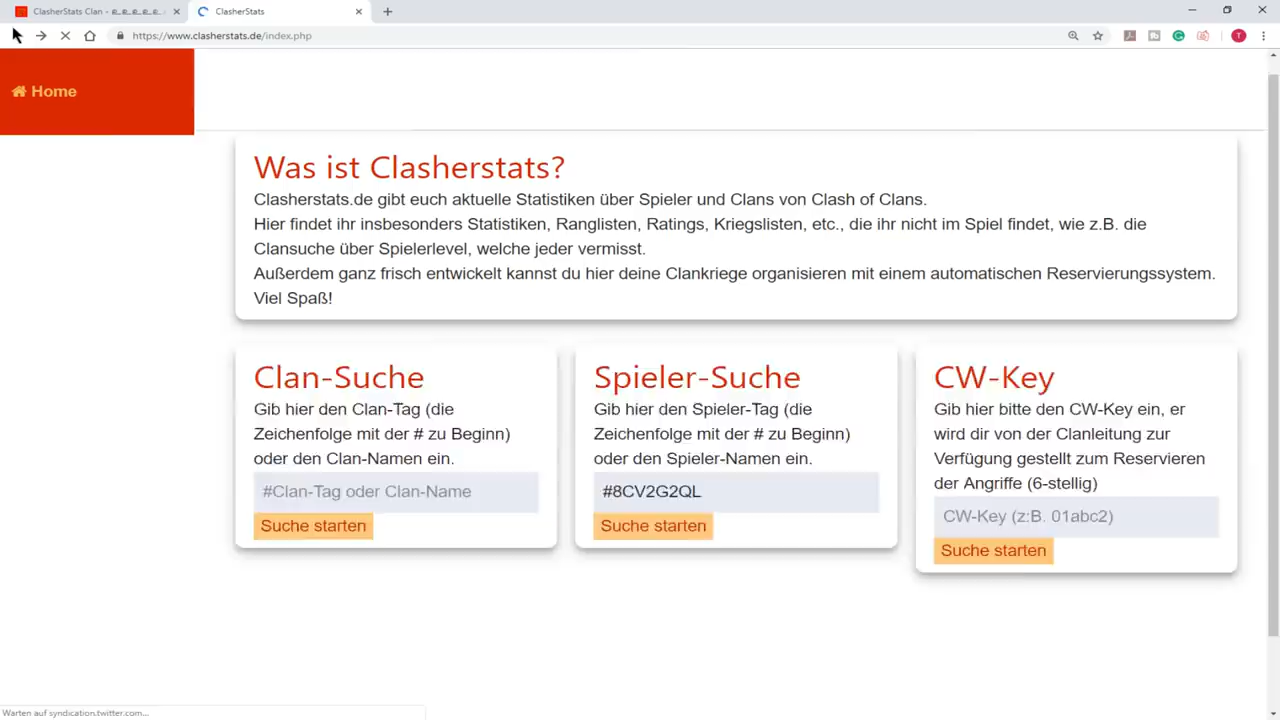 ClasherStats Clan -
ClasherStats
https://www.clasherstats.de/index.php
T
Home
Was ist Clasherstats?
Clasherstats.de gibt euch aktuelle Statistiken über Spieler und Clans von Clash of Clans.
Hier findet ihr insbesonders Statistiken, Ranglisten, Ratings, Kriegslisten, etc., die ihr nicht im Spiel findet, wie z.B. die
Clansuche über Spielerlevel, welche jeder vermisst.
Außerdem ganz frisch entwickelt kannst du hier deine Clankriege organisieren mit einem automatischen Reservierungssystem.
Viel Spaß!
Clan-Suche
Gib hier den Clan-Tag (die
Zeichenfolge mit der # zu Beginn)
oder den Clan-Namen ein.
#Clan-Tag oder Clan-Name
Suche starten
Spieler-Suche
Gib hier den Spieler-Tag (die
Zeichenfolge mit der # zu Beginn)
oder den Spieler-Namen ein.
#8CV2G2QL
Suche starten
CW-Key
Gib hier bitte den CW-Key ein, er
wird dir von der Clanleitung zur
Verfügung gestellt zum Reservieren
der Angriffe (6-stellig)
CW-Key (z:B. 01abc2)
Suche starten
Warten auf syndication.twitter.com...